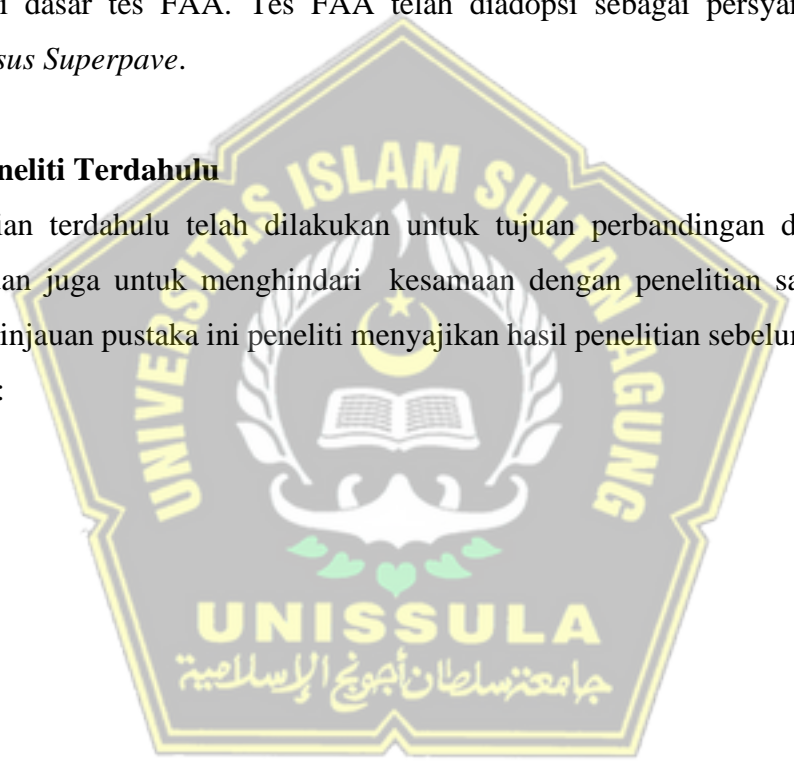 i dasar tes FAA. Tes FAA telah diadopsi sebagai persyar
sus Superpave.
neliti Terdahulu
ian terdahulu telah dilakukan untuk tujuan perbandingan d
an juga untuk menghindari kesamaan dengan penelitian sa
injauan pustaka ini peneliti menyajikan hasil penelitian sebelur
:
UNIVERSITAS ISLAM SULTAN AGUNG
UNISSULA
جامعة سلطان أجونج الإسلامية